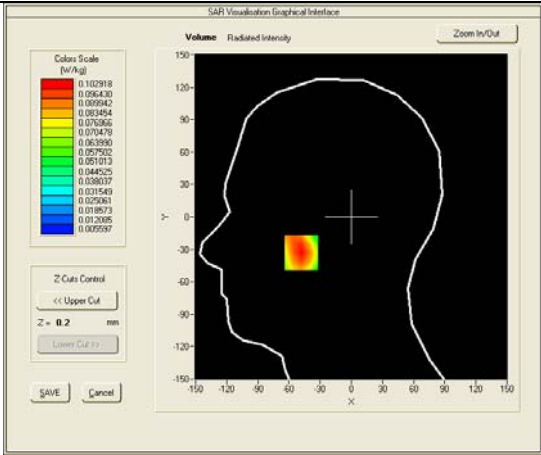 SAR Visualisation Graphical Interface
Volume Radiated Intensity
Zoom In/Out
Colors Scale
(W/kg)
0.102918
0.096430
0.089942
0.083454
0.076966
0.070478
0.063990
0.057502
0.051013
0.044525
0.038037
0.031549
0.025061
0.018573
0.012085
0.005597
Z Cuts Control
<< Upper Cut
Z = 0.2 mm
Lower Cut >>
SAVE Cancel
150
120
90
60
30
0
-30
-60
-90
-120
-150
Y
-150 -120 -90 -60 -30 0 30 60 90 120 150
X